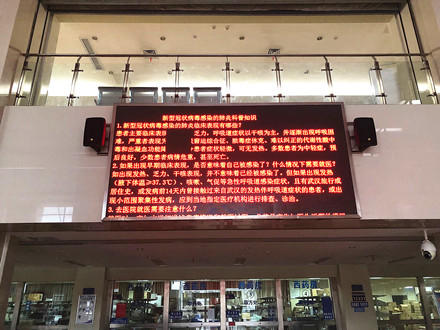 新型冠状病毒感染的肺炎科普知识
1.新型冠状病毒感染的肺炎临床表现有哪些?
患者主要临床表 乏力,呼吸道症状以干咳为主,并逐渐出现呼吸困
难,严重者表现为 窘迫综合征、脓毒症休克、难以纠正的代谢性酸中
毒和出凝血功能 患者症状轻微,可无发热。多数患者为中轻症,预
后良好,少数患者病情危重,甚至死亡。
2.如果出现早期临床表现,是否意味着自己被感染了?什么情况下需要就医?
如出现发热、乏力、干咳表现,并不意味着已经被感染了。但如果出现发热
(腋下体温≥37.3℃)、咳嗽、气促等急性呼吸道感染症状,且有武汉旅行或
居住史,或发病前14天内曾接触过来自武汉的发热伴呼吸道症状的患者,或出
现小范围聚集性发病,应到当地指定医疗机构进行排查、诊治。
3.去医院就医需要注意什么?
西药房